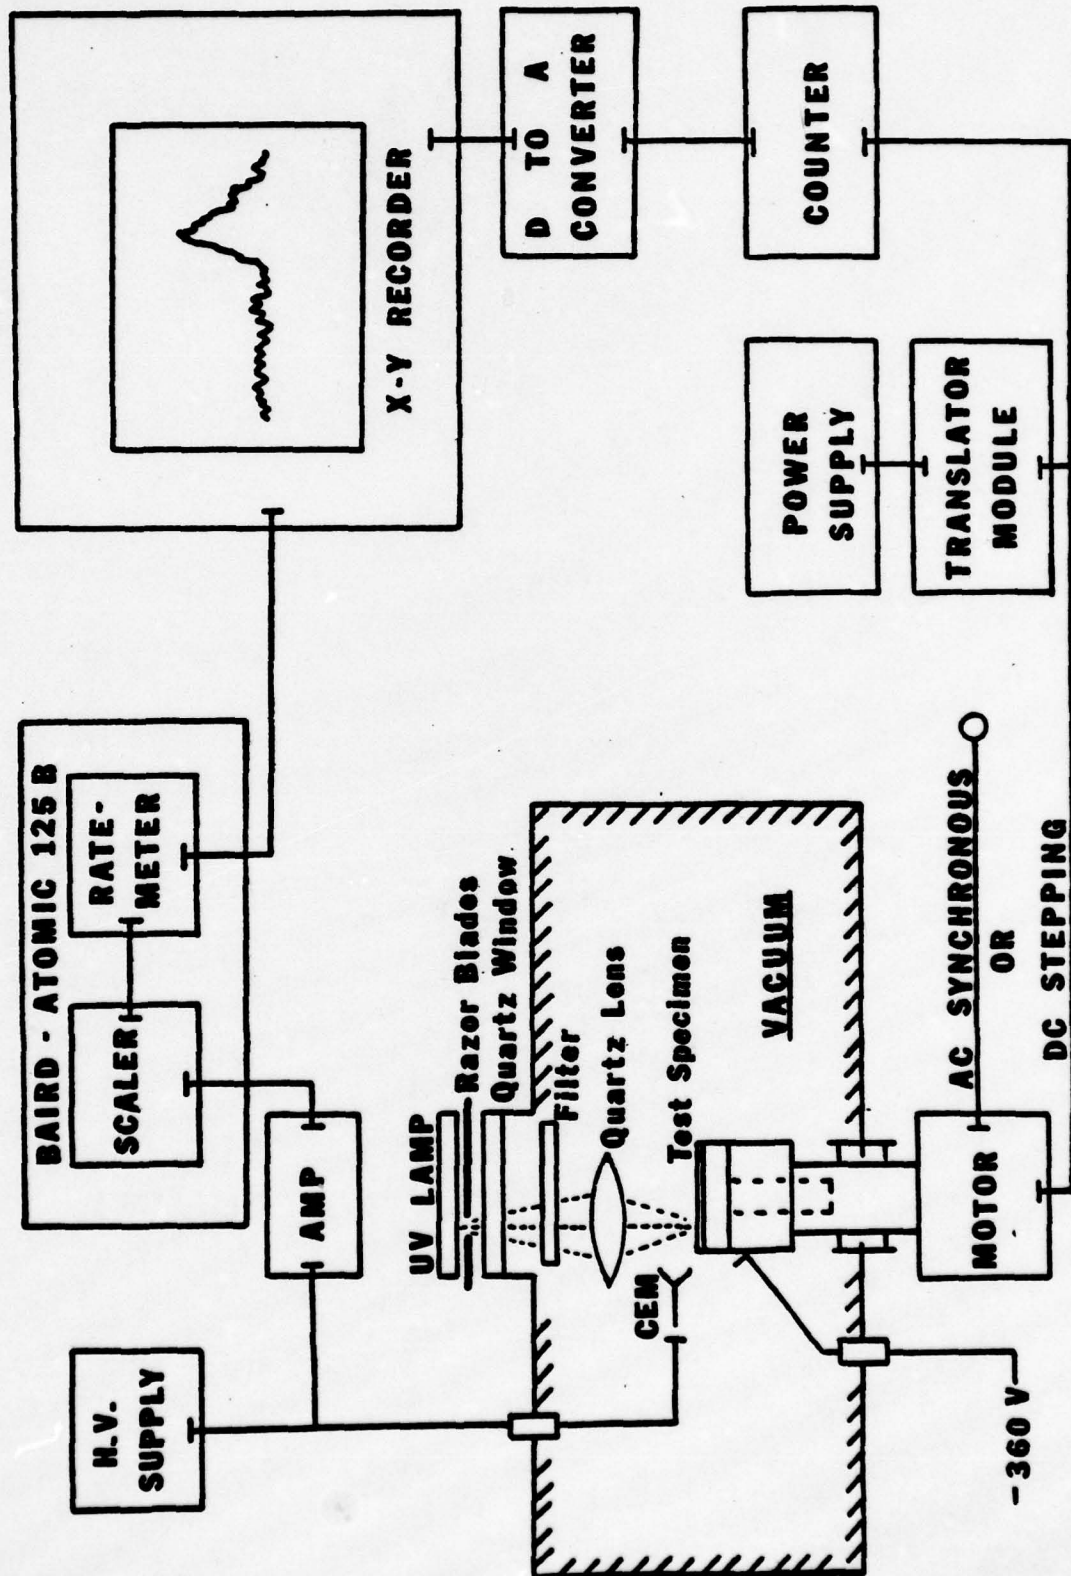 H.V.
SUPPLY
BAIRD - ATOMIC 125 B
SCALER
RATE-
METER
AMP
X-Y RECORDER
UV LAMP
Razor Blades
Quartz Window
Filter
Quartz Lens
CEM
Test Specimen
VACUUM
D TO A
CONVERTER
COUNTER
POWER
SUPPLY
TRANSLATOR
MODULE
MOTOR
AC SYNCHRONOUS
OR
DC STEPPING
-360 V